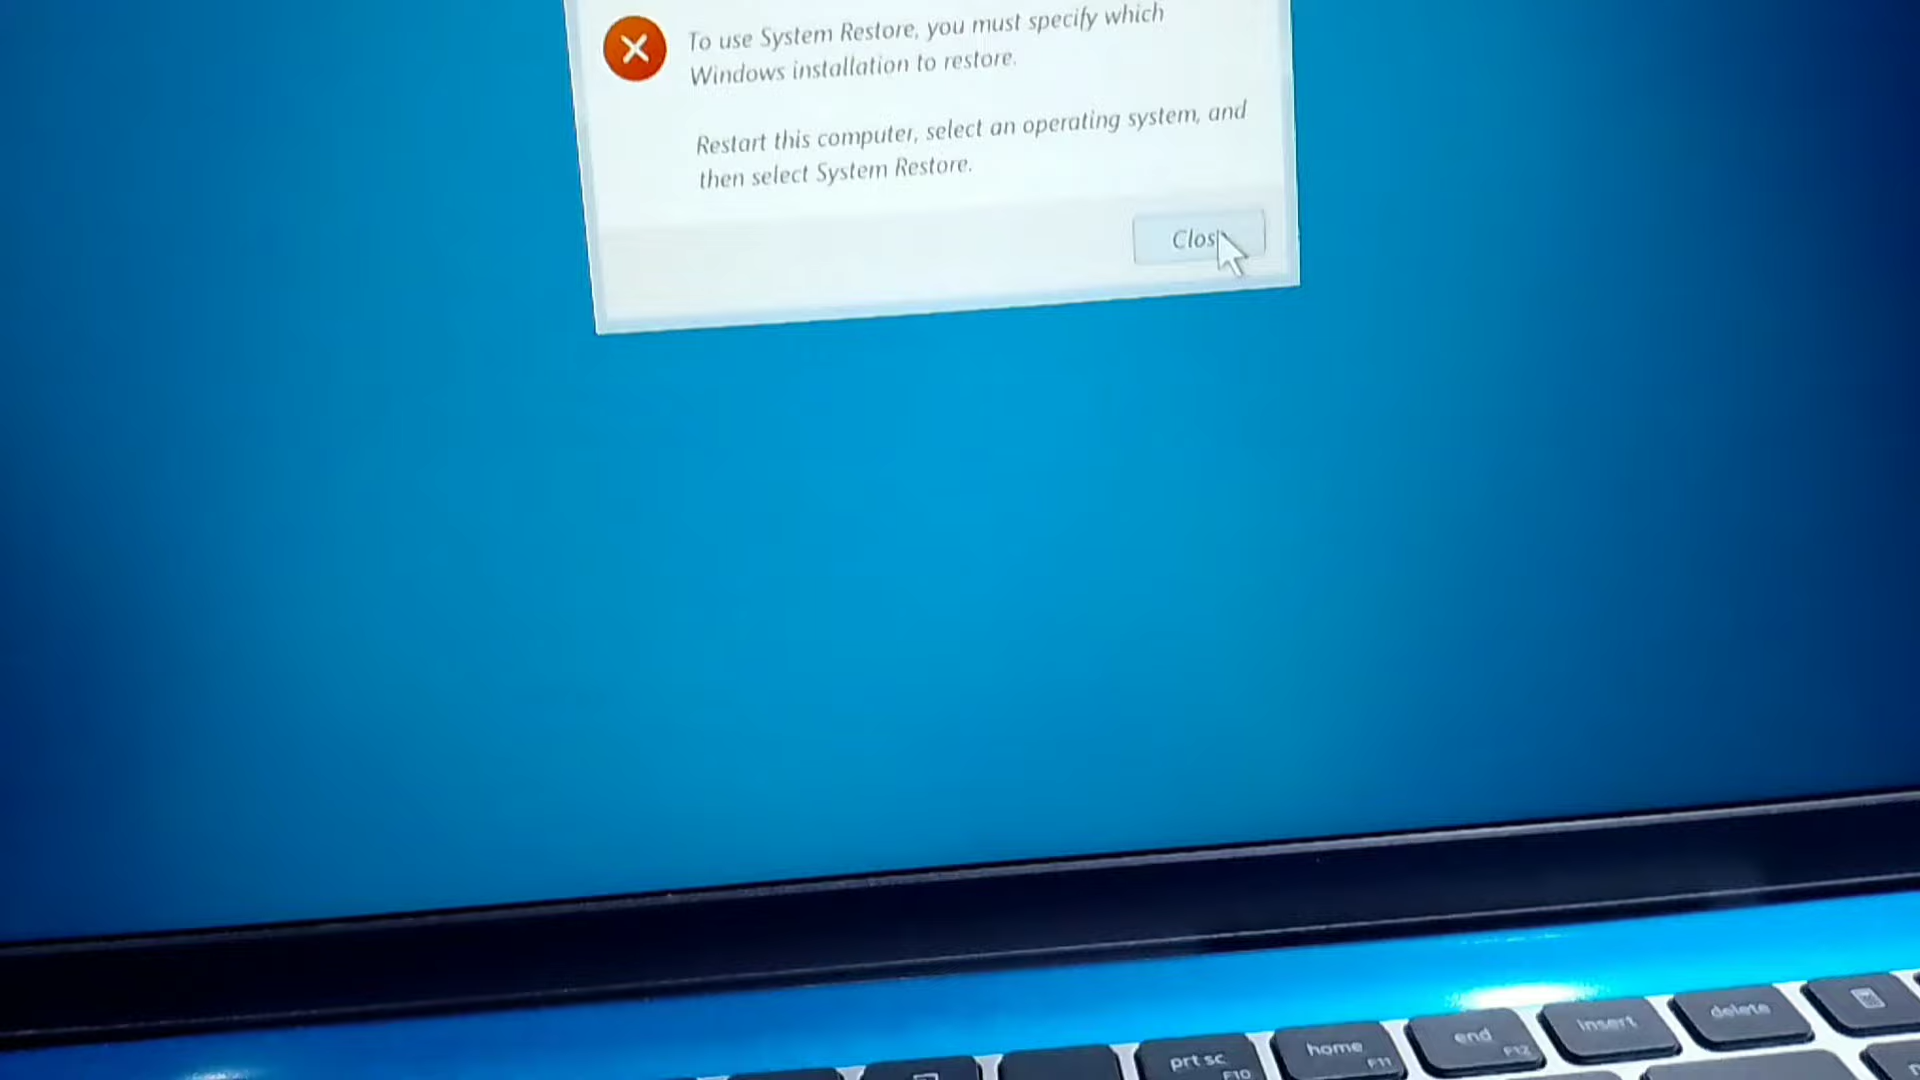 To use System Restore, you must specify which
Windows installation to restore.
Restart this computer, select an operating system, and
then select System Restore.
Clos
prt sc
F10
home
F11
end
F12
insert
delete